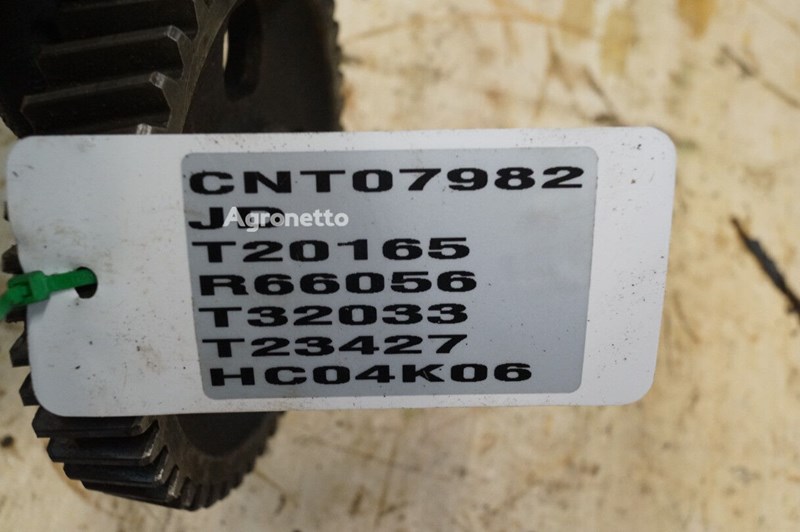 CNT07982
JD
Agronetto
T20165
R66056
T32033
T23427
HC04K06